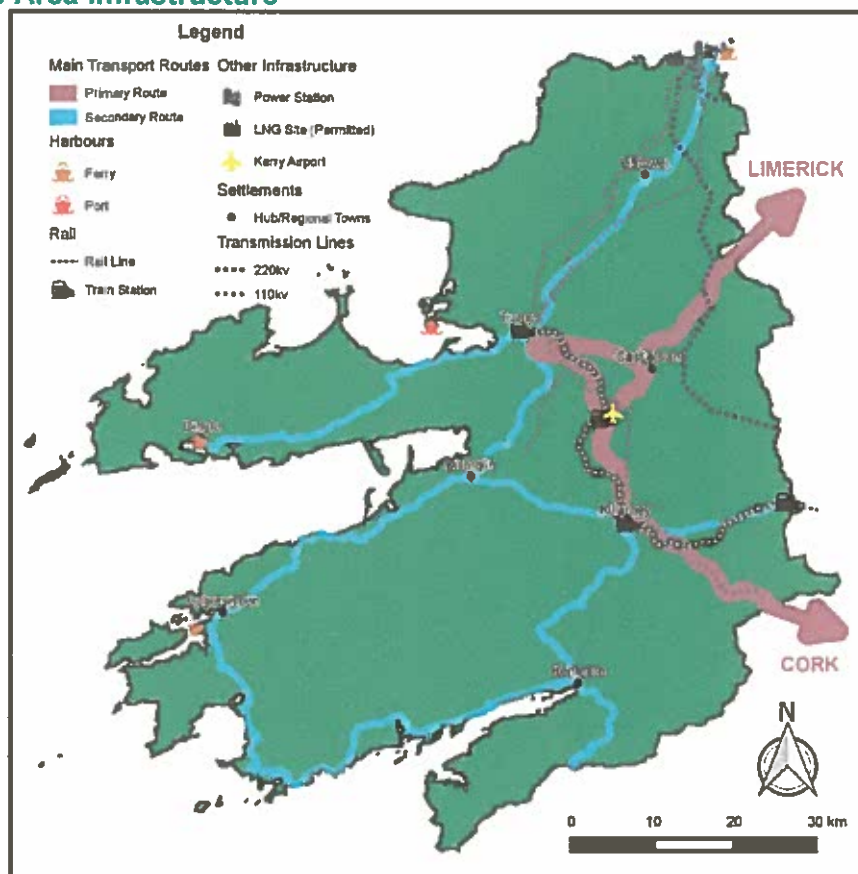 Area Infrastructure
Legend
Main Transport Routes
Primary Route
Secondary Route
Harbours
Ferry
Port
Rail
Rail Line
Train Station
Other Infrastructure
Power Station
LNG Site (Permitted)
Kerry Airport
Settlements
Hub/Regional Towns
Transmission Lines
220kv
110kv
LIMERICK
CORK
N
0 10 20 30 km